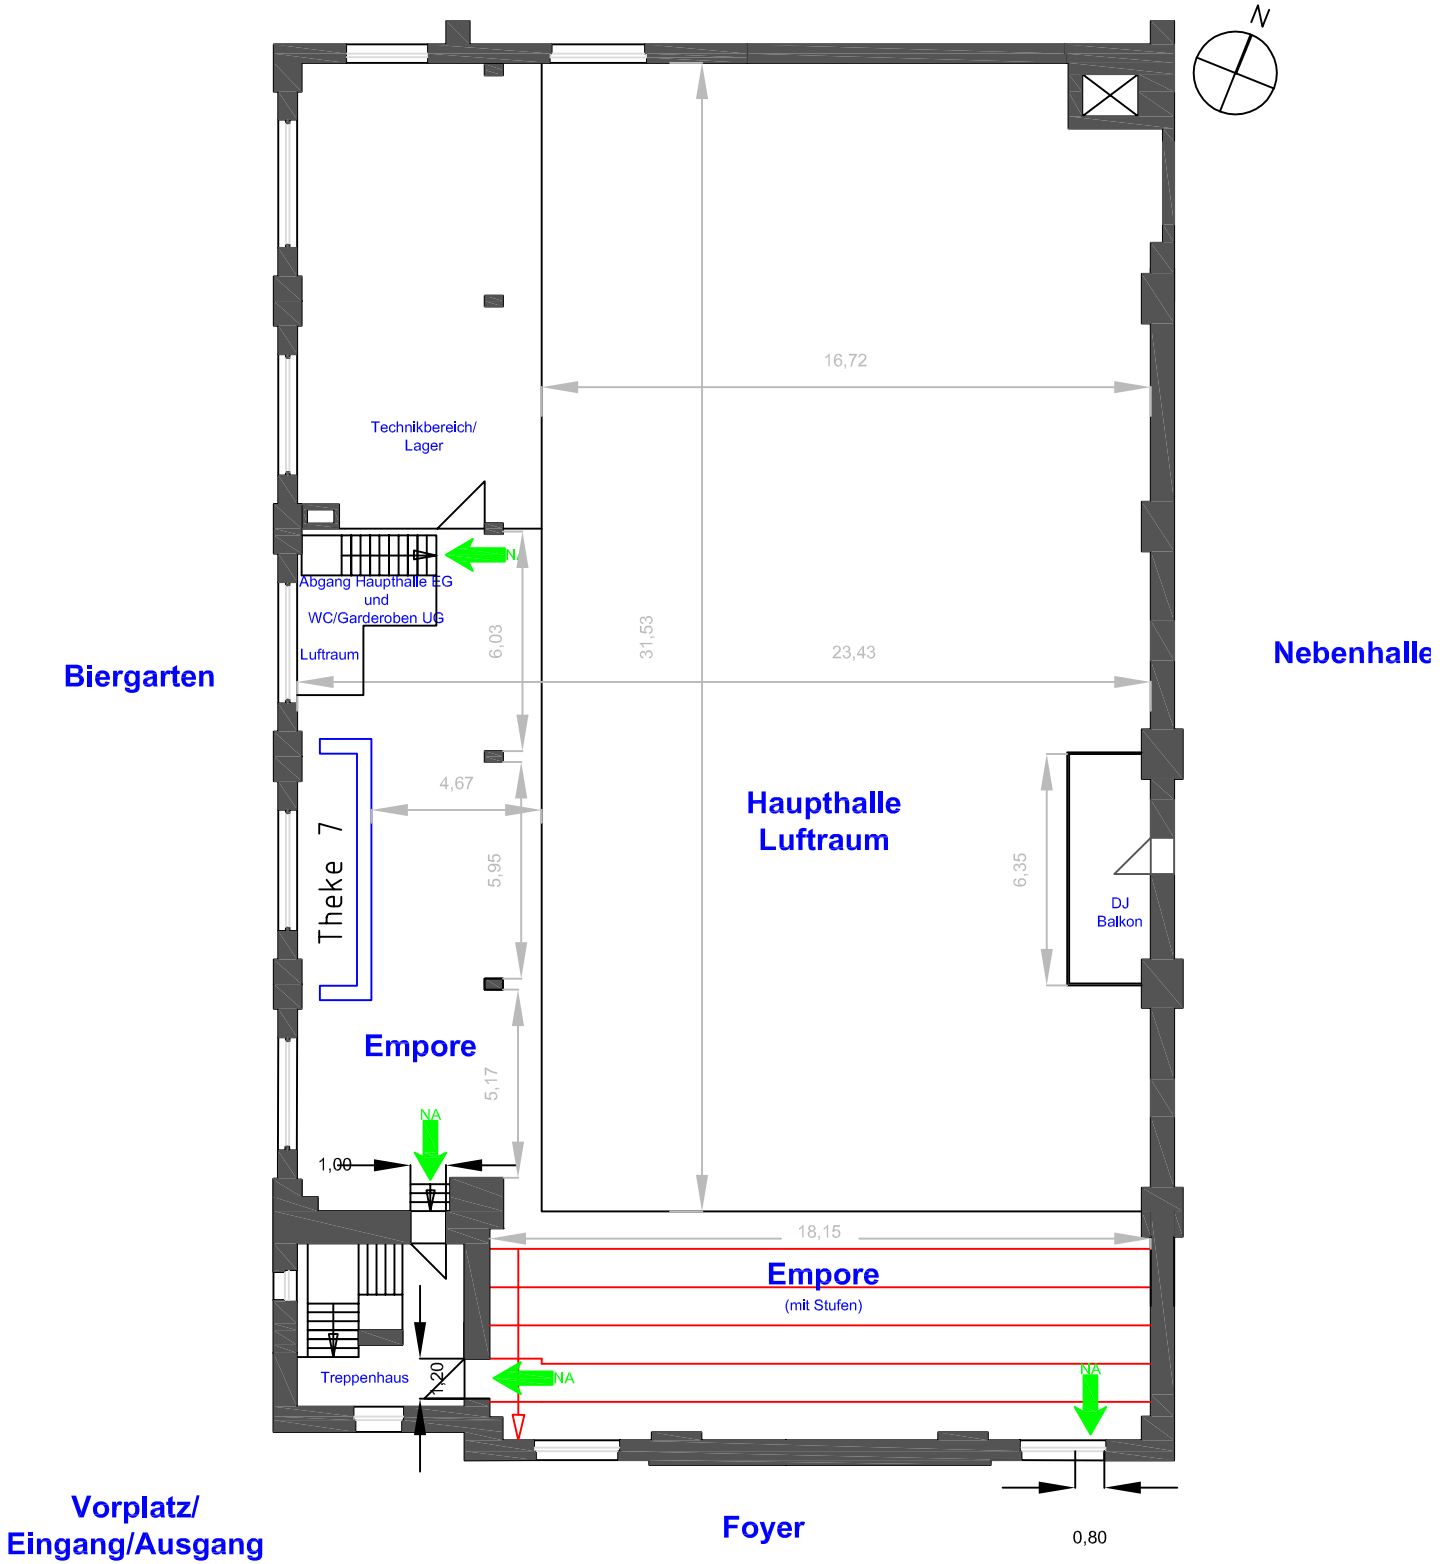 N
16,72
Technikbereich/
Lager
NA
Abgang Haupthalle EG
und
WC/Garderoben UG
Luftraum
6,03
31,53
23,43
Biergarten
Nebenhalle
4,67
Theke 7
5,95
Haupthalle
Luftraum
6,35
DJ
Balkon
Empore
5,17
NA
1,00
18,15
Empore
(mit Stufen)
Treppenhaus
1,20
NA
NA
Vorplatz/
Eingang/Ausgang
Foyer
0,80